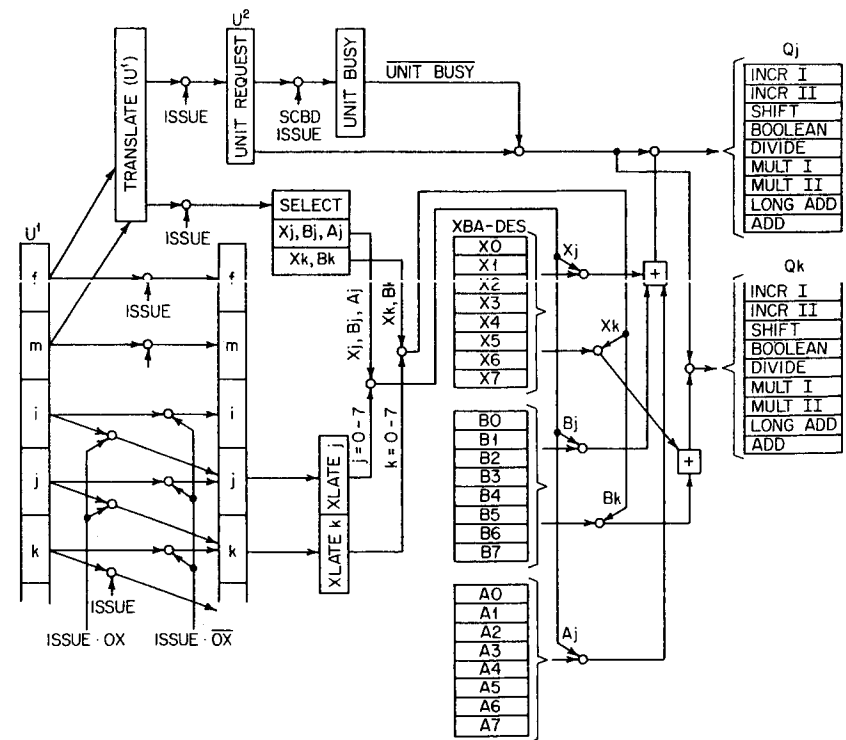 U²
TRANSLATE (U¹)
ISSUE
UNIT REQUEST
SCBD
ISSUE
UNIT BUSY
UNIT BUSY
Qj
INCR I
INCR II
SHIFT
BOOLEAN
DIVIDE
MULT I
MULT II
LONG ADD
ADD
ISSUE
SELECT
Xj, Bj, Aj
Xk, Bk
U¹
f
m
i
j
k
ISSUE
f
m
i
j
k
ISSUE
ISSUE · OX
ISSUE · OX
XLATE j
XLATE k
Xj, Bj, Aj
j = 0 - 7
Xk, Bk
k = 0 - 7
XBA-DES
X0
X1
X2
X3
X4
X5
X6
X7
B0
B1
B2
B3
B4
B5
B6
B7
A0
A1
A2
A3
A4
A5
A6
A7
Xj
Xk
Bj
Bk
Aj
+
+
Qk
INCR I
INCR II
SHIFT
BOOLEAN
DIVIDE
MULT I
MULT II
LONG ADD
ADD